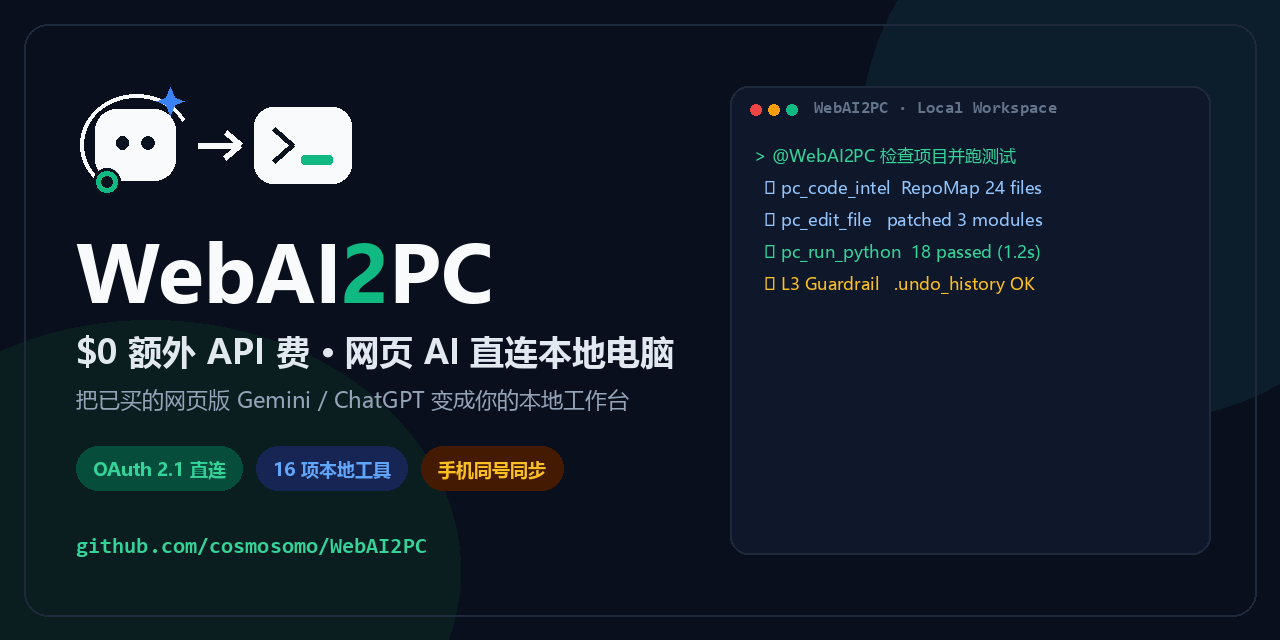 WebAI2PC
$0 额外 API 费 • 网页 AI 直连本地电脑
把已买的网页版 Gemini / ChatGPT 变成你的本地工作台
OAuth 2.1 直连
16 项本地工具
手机同号同步
github.com/cosmosomo/WebAI2PC
WebAI2PC · Local Workspace
> @WebAI2PC 检查项目并跑测试
▯ pc_code_intel RepoMap 24 files
▯ pc_edit_file patched 3 modules
▯ pc_run_python 18 passed (1.2s)
▯ L3 Guardrail .undo_history OK